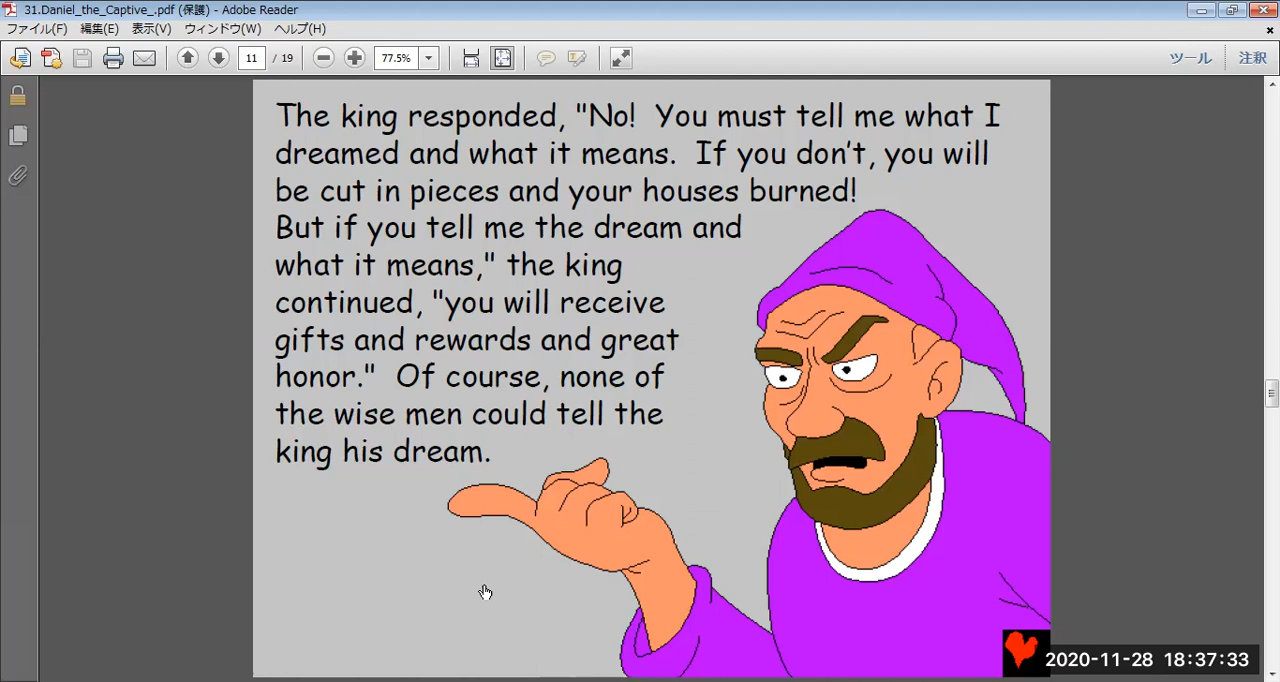 31.Daniel_the_Captive_.pdf (保護) - Adobe Reader
ファイル(F) 編集(E) 表示(V) ウィンドウ(W) ヘルプ(H)
11 / 19 77.5% ツール 注釈
The king responded, "No! You must tell me what I
dreamed and what it means. If you don't, you will
be cut in pieces and your houses burned!
But if you tell me the dream and
what it means," the king
continued, "you will receive
gifts and rewards and great
honor." Of course, none of
the wise men could tell the
king his dream.
2020-11-28 18:37:33